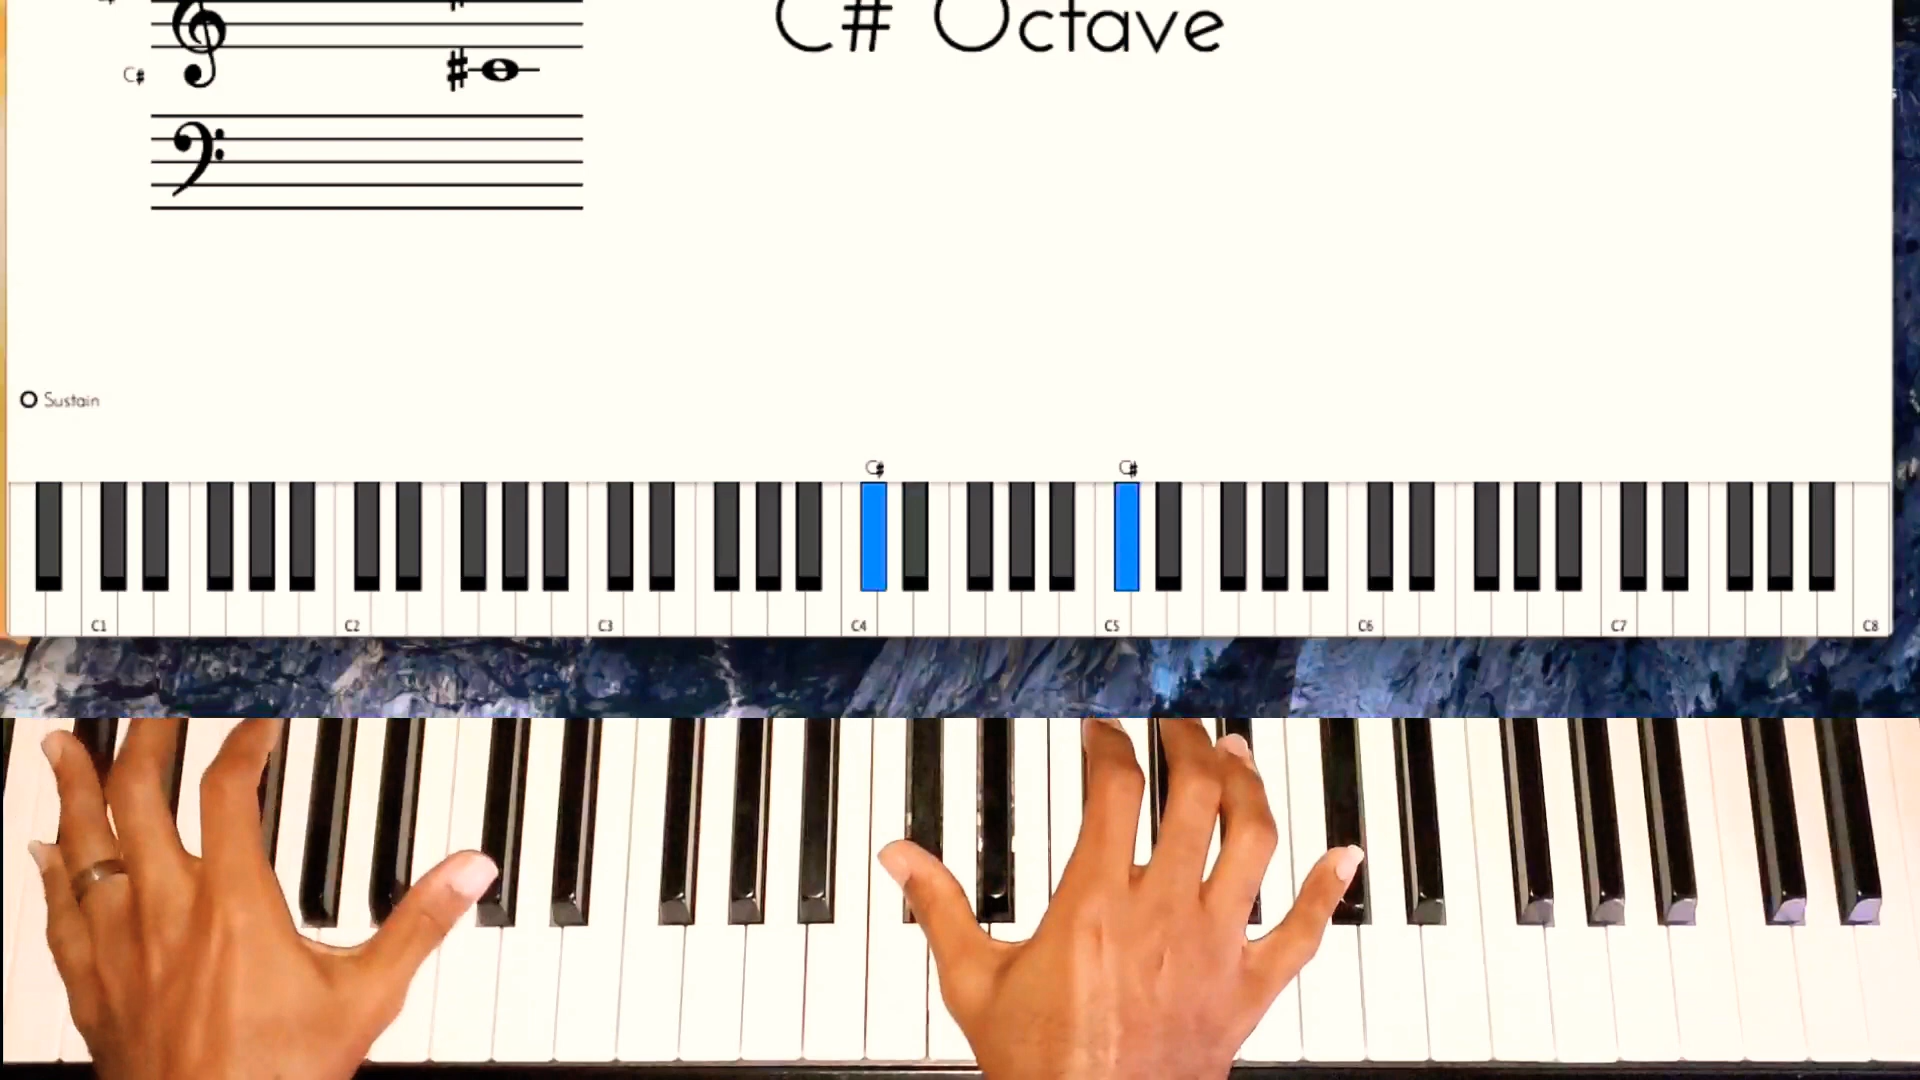 C# Octave
C#
Sustain
C# C#
C1 C2 C3 C4 C5 C6 C7 C8